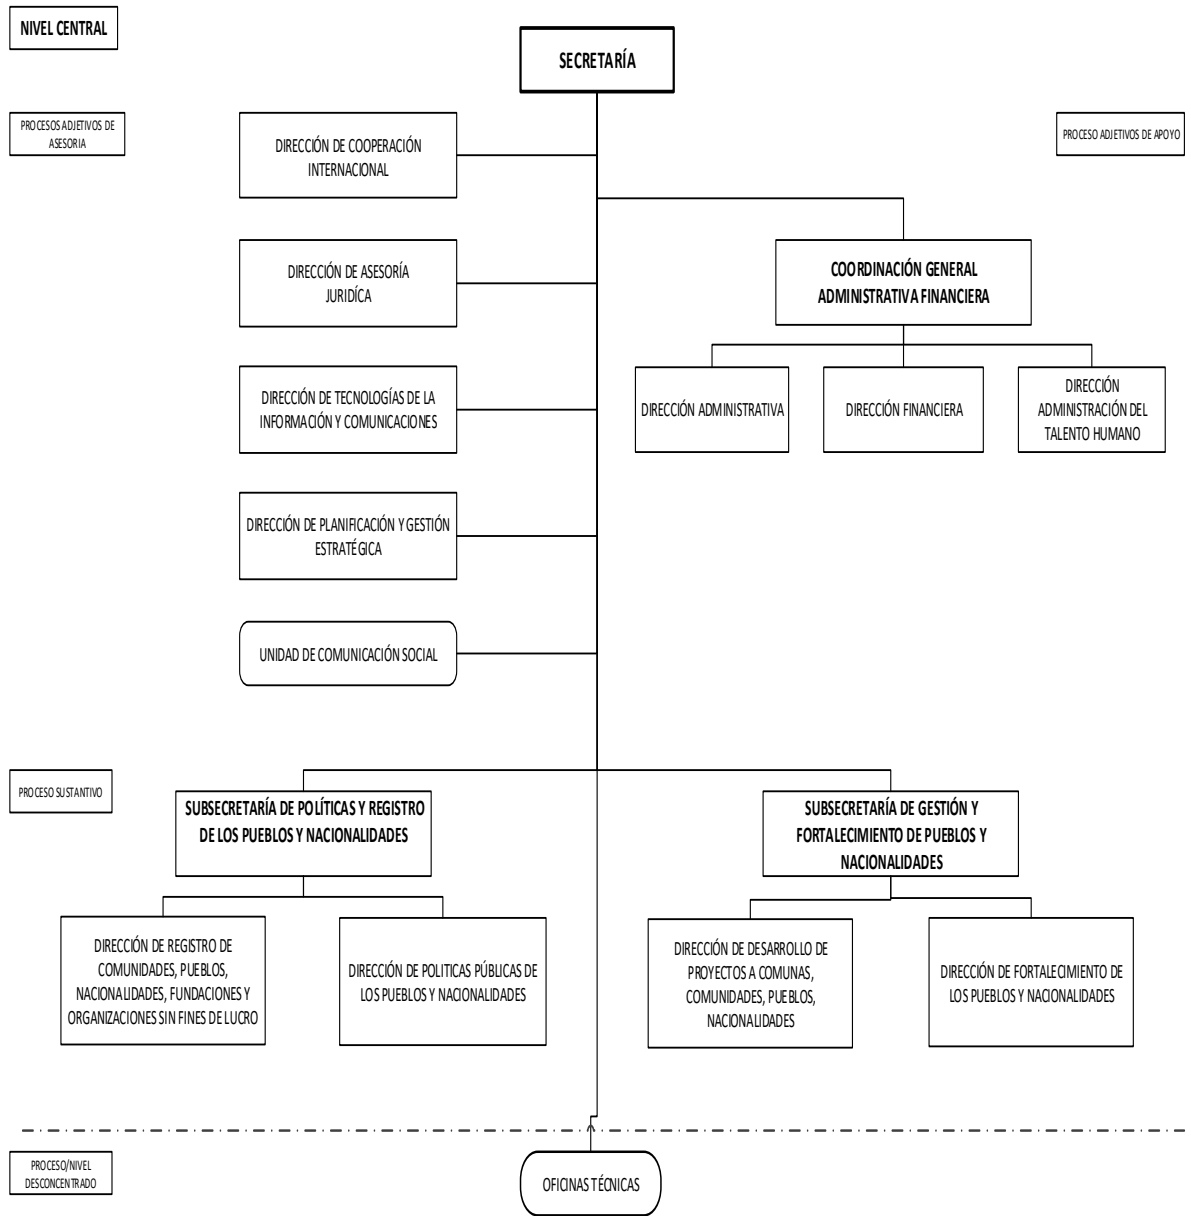 NIVEL CENTRAL
SECRETARÍA
PROCESOS ADJETIVOS DE
ASESORIA
PROCESO ADJETIVOS DE APOYO
DIRECCIÓN DE COOPERACIÓN
INTERNACIONAL
DIRECCIÓN DE ASESORÍA
JURIDÍCA
COORDINACIÓN GENERAL
ADMINISTRATIVA FINANCIERA
DIRECCIÓN DE TECNOLOGÍAS DE LA
INFORMACIÓN Y COMUNICACIONES
DIRECCIÓN ADMINISTRATIVA
DIRECCIÓN FINANCIERA
DIRECCIÓN
ADMINISTRACIÓN DEL
TALENTO HUMANO
DIRECCIÓN DE PLANIFICACIÓN Y GESTIÓN
ESTRATÉGICA
UNIDAD DE COMUNICACIÓN SOCIAL
PROCESO SUSTANTIVO
SUBSECRETARÍA DE POLÍTICAS Y REGISTRO
DE LOS PUEBLOS Y NACIONALIDADES
SUBSECRETARÍA DE GESTIÓN Y
FORTALECIMIENTO DE PUEBLOS Y
NACIONALIDADES
DIRECCIÓN DE REGISTRO DE
COMUNIDADES, PUEBLOS,
NACIONALIDADES, FUNDACIONES Y
ORGANIZACIONES SIN FINES DE LUCRO
DIRECCIÓN DE POLITICAS PÚBLICAS DE
LOS PUEBLOS Y NACIONALIDADES
DIRECCIÓN DE DESARROLLO DE
PROYECTOS A COMUNAS,
COMUNIDADES, PUEBLOS,
NACIONALIDADES
DIRECCIÓN DE FORTALECIMIENTO DE
LOS PUEBLOS Y NACIONALIDADES
PROCESO/NIVEL
DESCONCENTRADO
OFICINAS TÉCNICAS